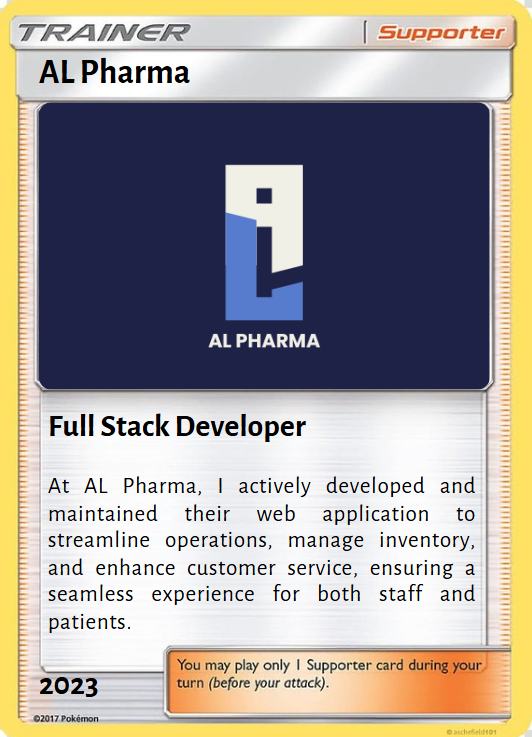 TRAINER
Supporter
AL Pharma
AL PHARMA
Full Stack Developer
At AL Pharma, I actively developed and
maintained their web application to
streamline operations, manage inventory,
and enhance customer service, ensuring a
seamless experience for both staff and
patients.
You may play only 1 Supporter card during your
turn (before your attack).
2023
©2017 Pokémon
© aschefield101